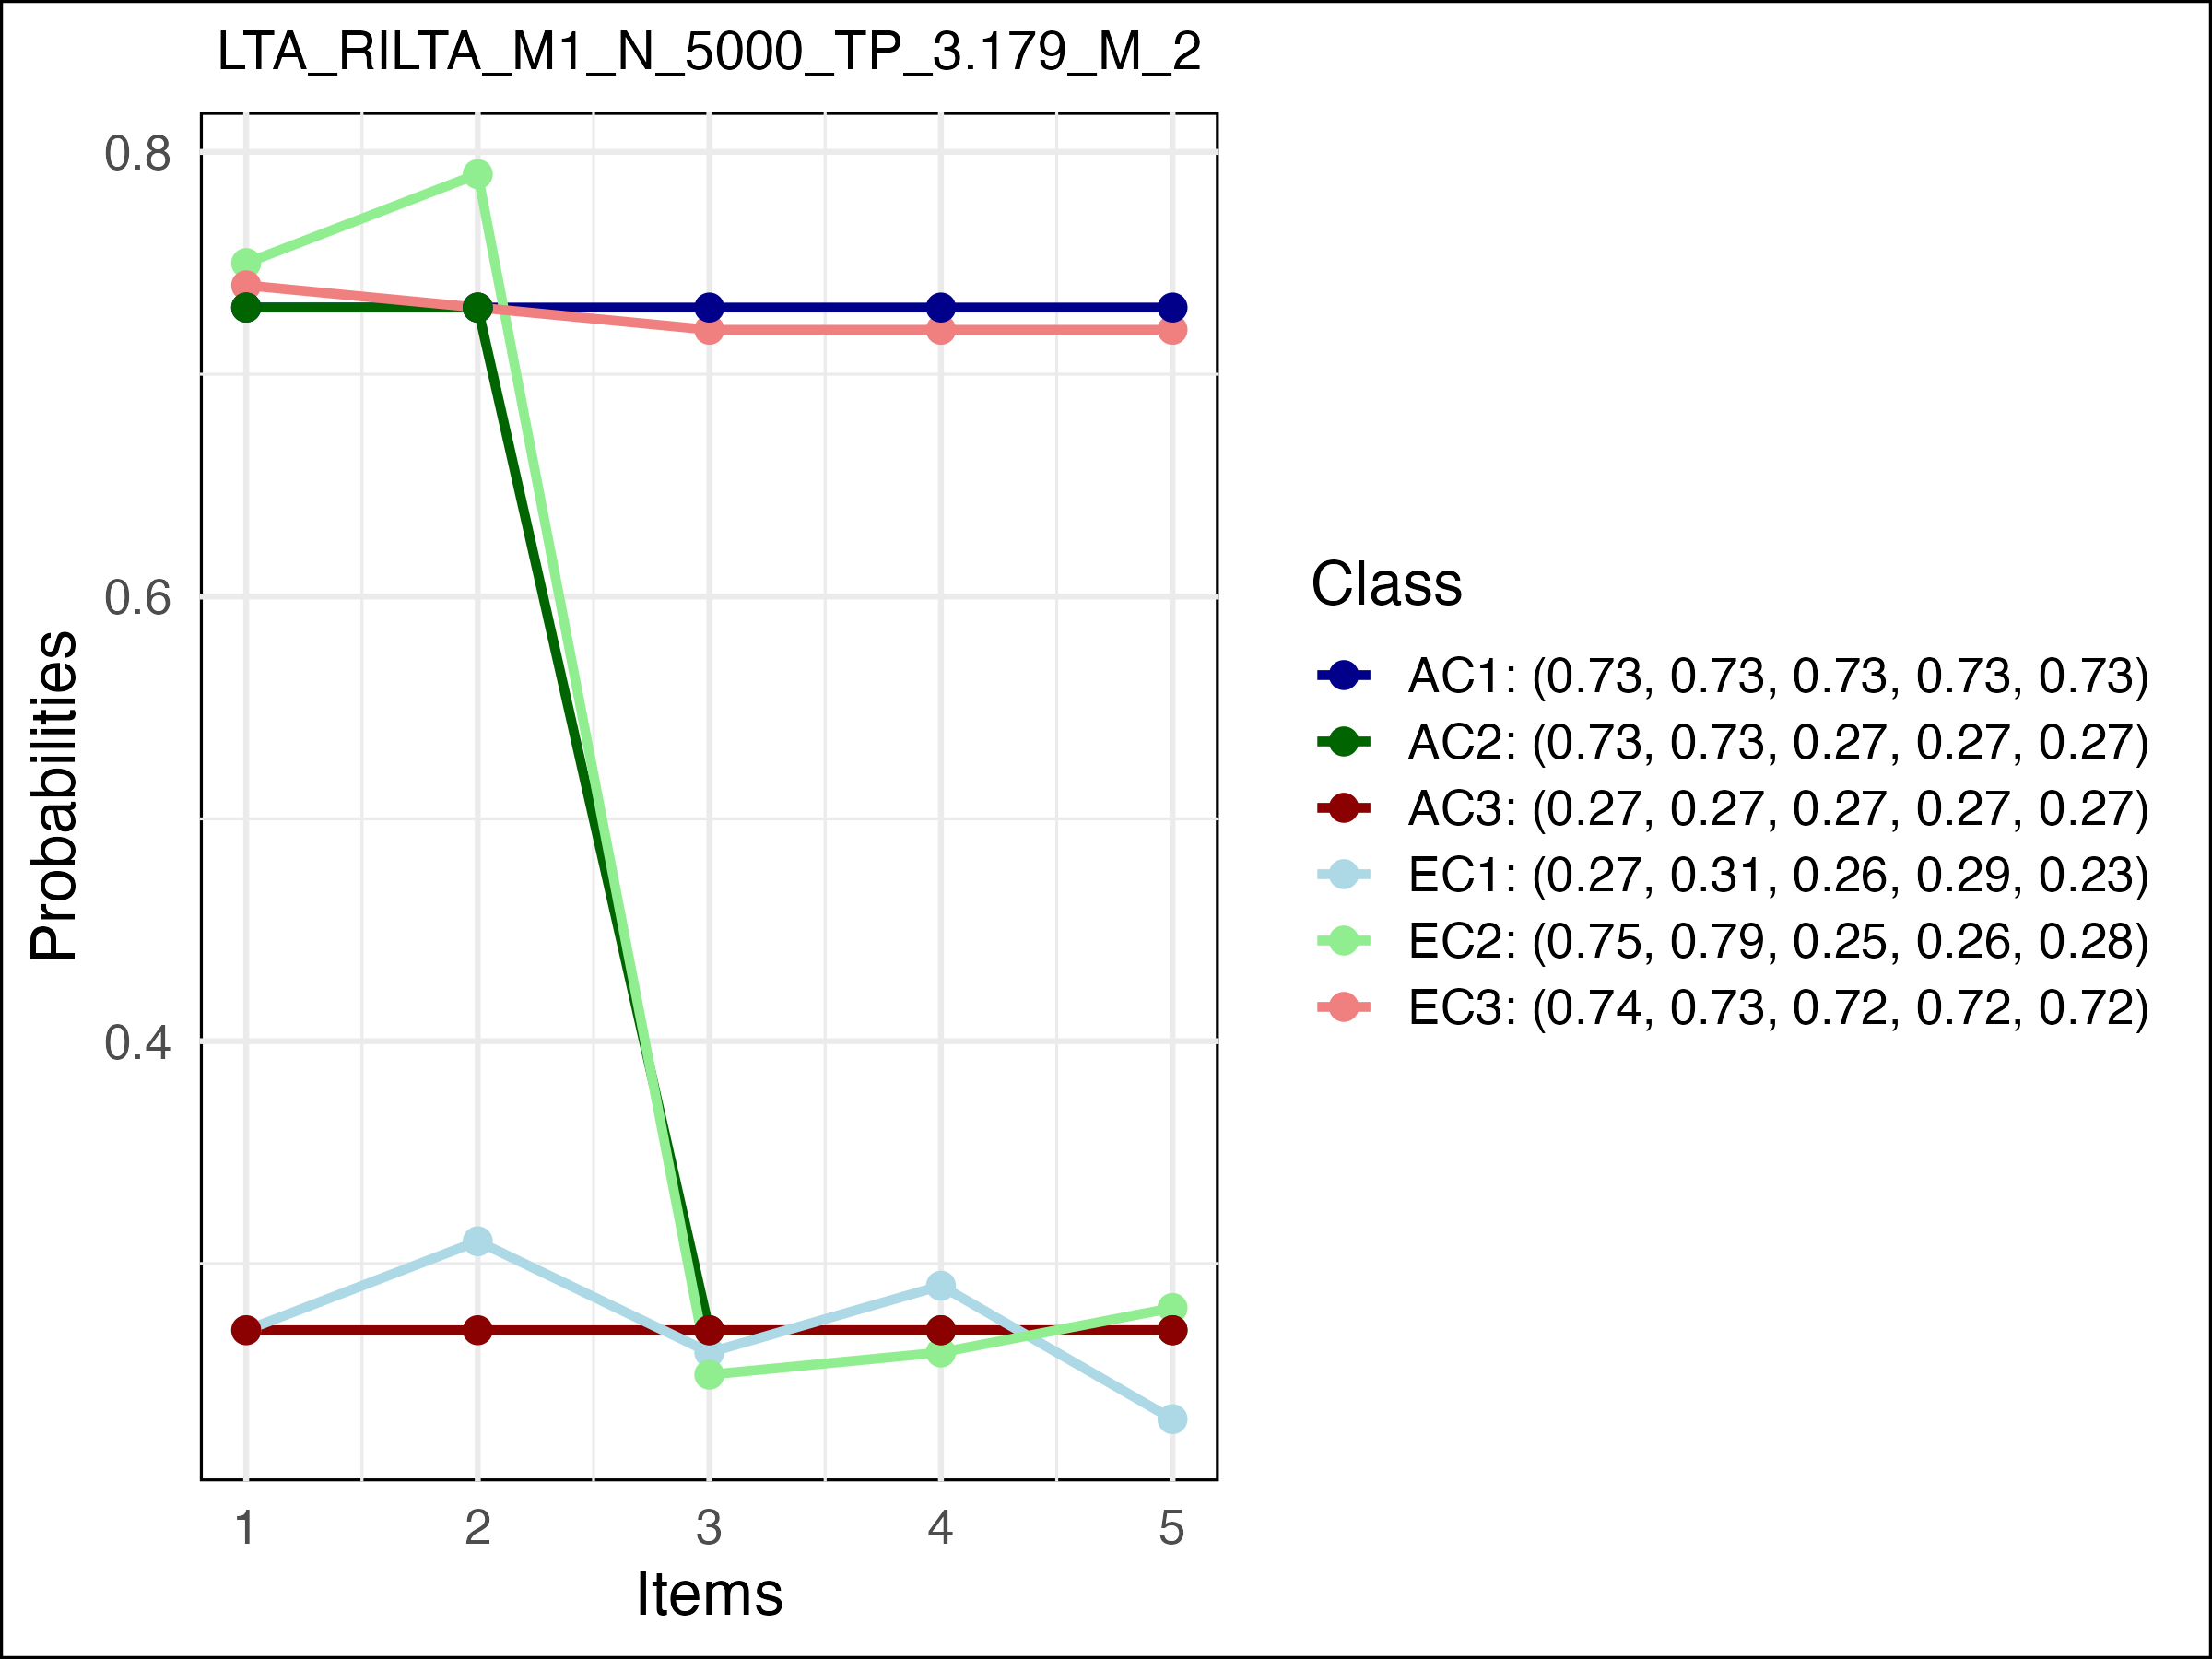 LTA_RILTA_M1_N_5000_TP_3.179_M_2
0.8
0.6
0.4
Probabilities
1 2 3 4 5
Items
Class
AC1: (0.73, 0.73, 0.73, 0.73, 0.73)
AC2: (0.73, 0.73, 0.27, 0.27, 0.27)
AC3: (0.27, 0.27, 0.27, 0.27, 0.27)
EC1: (0.27, 0.31, 0.26, 0.29, 0.23)
EC2: (0.75, 0.79, 0.25, 0.26, 0.28)
EC3: (0.74, 0.73, 0.72, 0.72, 0.72)